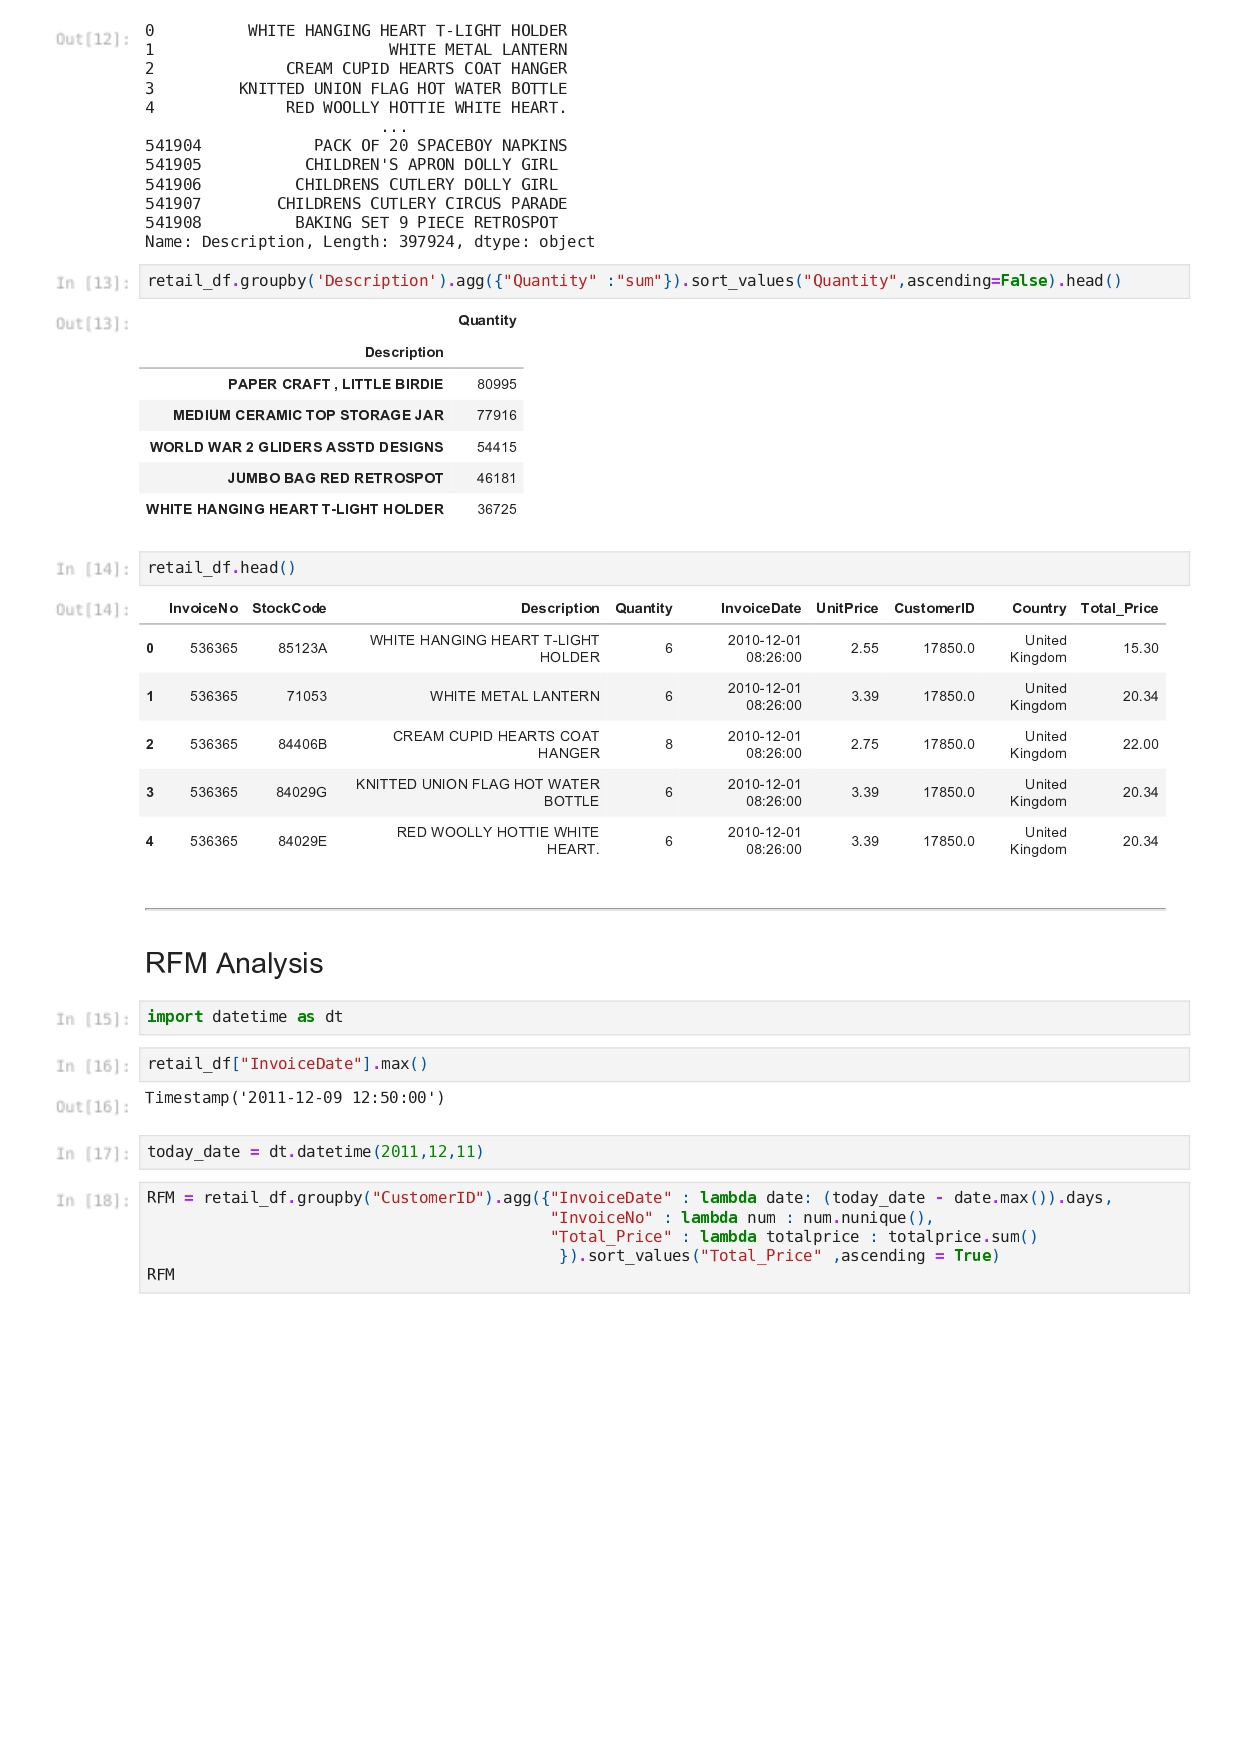 Out[12]:
0          WHITE HANGING HEART T-LIGHT HOLDER
1                         WHITE METAL LANTERN
2              CREAM CUPID HEARTS COAT HANGER
3         KNITTED UNION FLAG HOT WATER BOTTLE
4              RED WOOLLY HOTTIE WHITE HEART.
...
541904            PACK OF 20 SPACEBOY NAPKINS
541905           CHILDREN'S APRON DOLLY GIRL
541906          CHILDRENS CUTLERY DOLLY GIRL
541907        CHILDRENS CUTLERY CIRCUS PARADE
541908          BAKING SET 9 PIECE RETROSPOT
Name: Description, Length: 397924, dtype: object
In [13]: retail_df.groupby('Description').agg({"Quantity" :"sum"}).sort_values("Quantity",ascending=False).head()
Out[13]:
Quantity
Description
PAPER CRAFT , LITTLE BIRDIE 80995
MEDIUM CERAMIC TOP STORAGE JAR 77916
WORLD WAR 2 GLIDERS ASSTD DESIGNS 54415
JUMBO BAG RED RETROSPOT 46181
WHITE HANGING HEART T-LIGHT HOLDER 36725
In [14]: retail_df.head()
Out[14]:
InvoiceNo StockCode Description Quantity InvoiceDate UnitPrice CustomerID Country Total_Price
0 536365 85123A WHITE HANGING HEART T-LIGHT HOLDER 6 2010-12-01 08:26:00 2.55 17850.0 United Kingdom 15.30
1 536365 71053 WHITE METAL LANTERN 6 2010-12-01 08:26:00 3.39 17850.0 United Kingdom 20.34
2 536365 84406B CREAM CUPID HEARTS COAT HANGER 8 2010-12-01 08:26:00 2.75 17850.0 United Kingdom 22.00
3 536365 84029G KNITTED UNION FLAG HOT WATER BOTTLE 6 2010-12-01 08:26:00 3.39 17850.0 United Kingdom 20.34
4 536365 84029E RED WOOLLY HOTTIE WHITE HEART. 6 2010-12-01 08:26:00 3.39 17850.0 United Kingdom 20.34
RFM Analysis
In [15]: import datetime as dt
In [16]: retail_df["InvoiceDate"].max()
Out[16]: Timestamp('2011-12-09 12:50:00')
In [17]: today_date = dt.datetime(2011,12,11)
In [18]: RFM = retail_df.groupby("CustomerID").agg({"InvoiceDate" : lambda date: (today_date - date.max()).days,
"InvoiceNo" : lambda num : num.nunique(),
"Total_Price" : lambda totalprice : totalprice.sum()
}).sort_values("Total_Price" ,ascending = True)
RFM